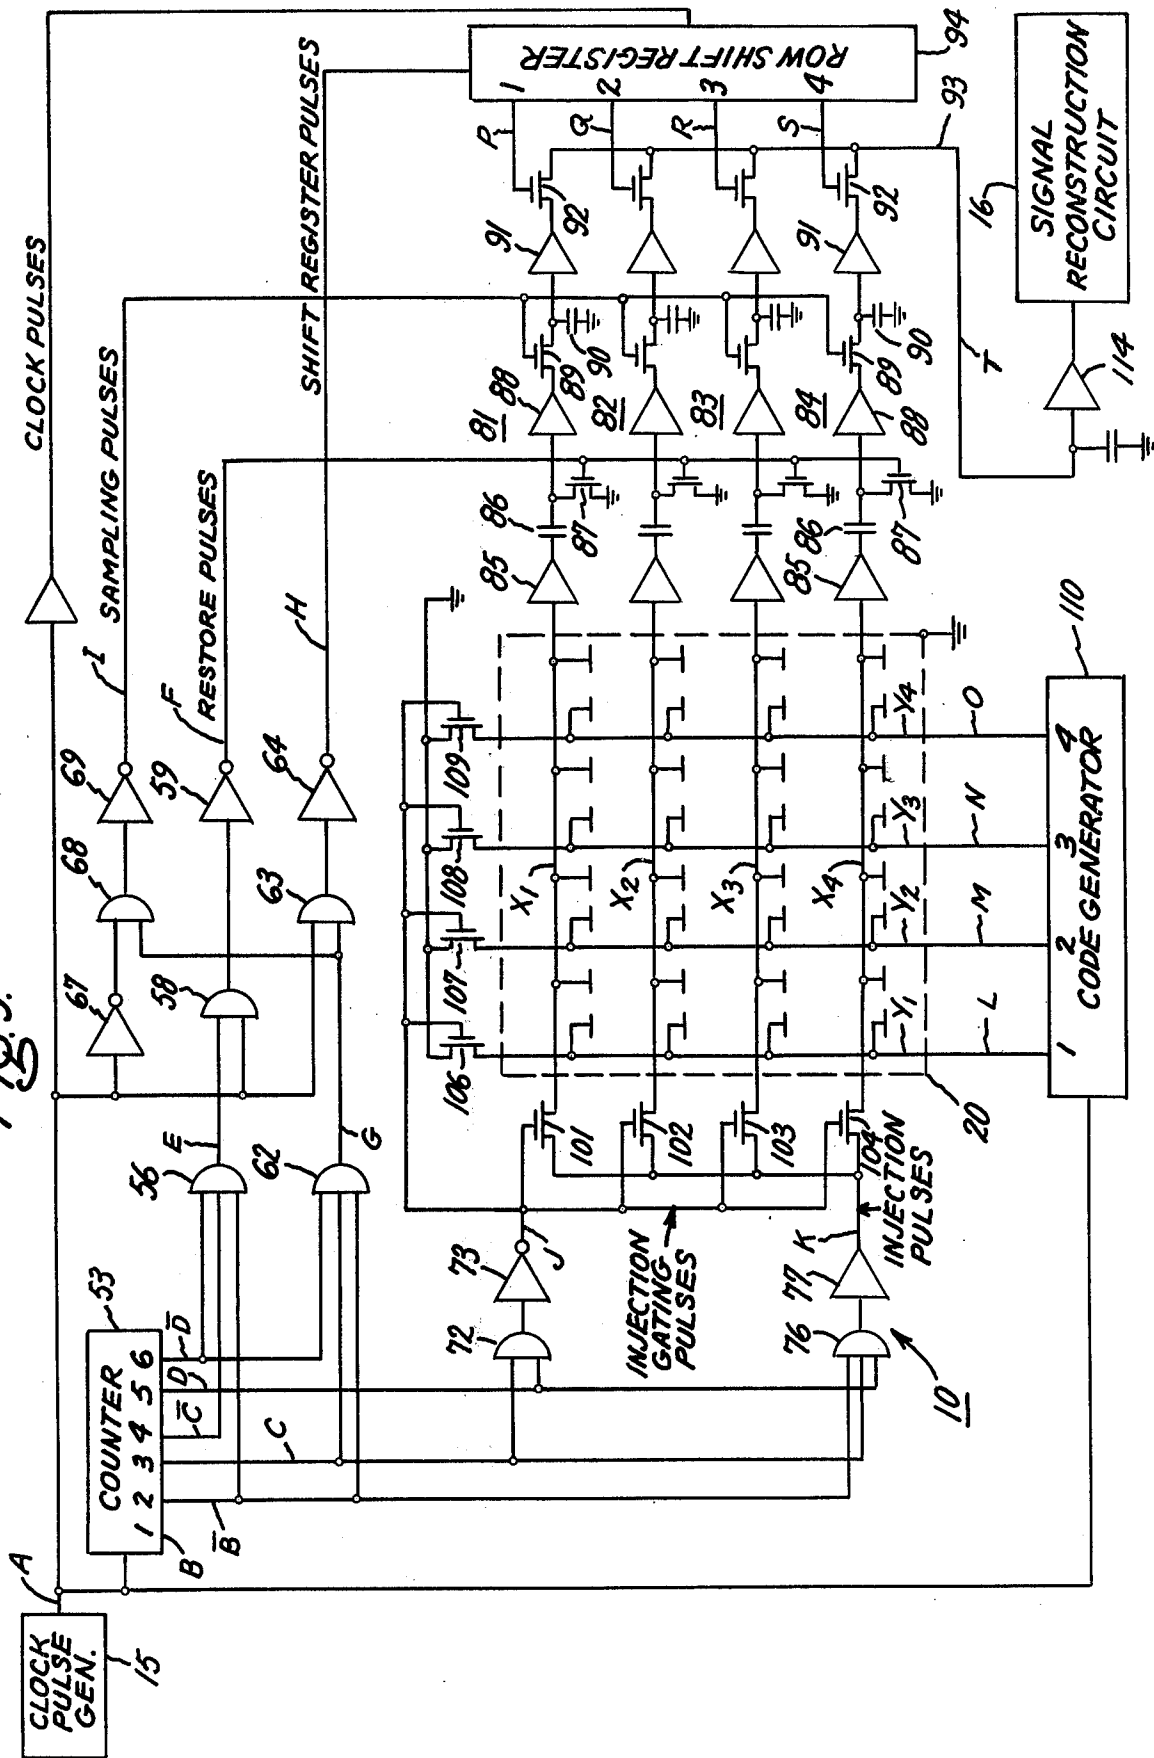 Fig. 5.
CLOCK
PULSE
GEN.
15
A
CLOCK PULSES
COUNTER
53
1 2 3 4 5 6
B
B̅
C
C̅
D
D̅
E
56
62
G
67
58
63
68
69
59
64
I
F
H
SAMPLING PULSES
RESTORE PULSES
SHIFT REGISTER PULSES
72
73
J
76
77
K
10
INJECTION
GATING
PULSES
INJECTION
PULSES
101
102
103
104
106
107
108
109
X1
X2
X3
X4
Y1
Y2
Y3
Y4
20
L
M
N
O
1 2 3 4
CODE GENERATOR
110
85
85
86
86
87
87
81
82
83
84
88
88
89
89
90
90
91
91
92
92
P
Q
R
S
1
2
3
4
ROW SHIFT REGISTER
94
93
T
114
16
SIGNAL
RECONSTRUCTION
CIRCUIT